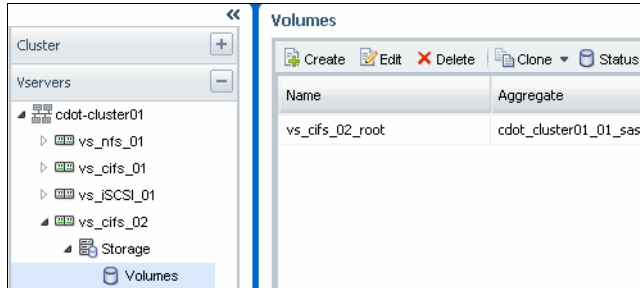 «
Cluster
Vservers
cdot-cluster01
vs_nfs_01
vs_cifs_01
vs_iSCSI_01
vs_cifs_02
Storage
Volumes
Volumes
Create Edit Delete Clone Status
Name Aggregate
vs_cifs_02_root cdot_cluster01_01_sas